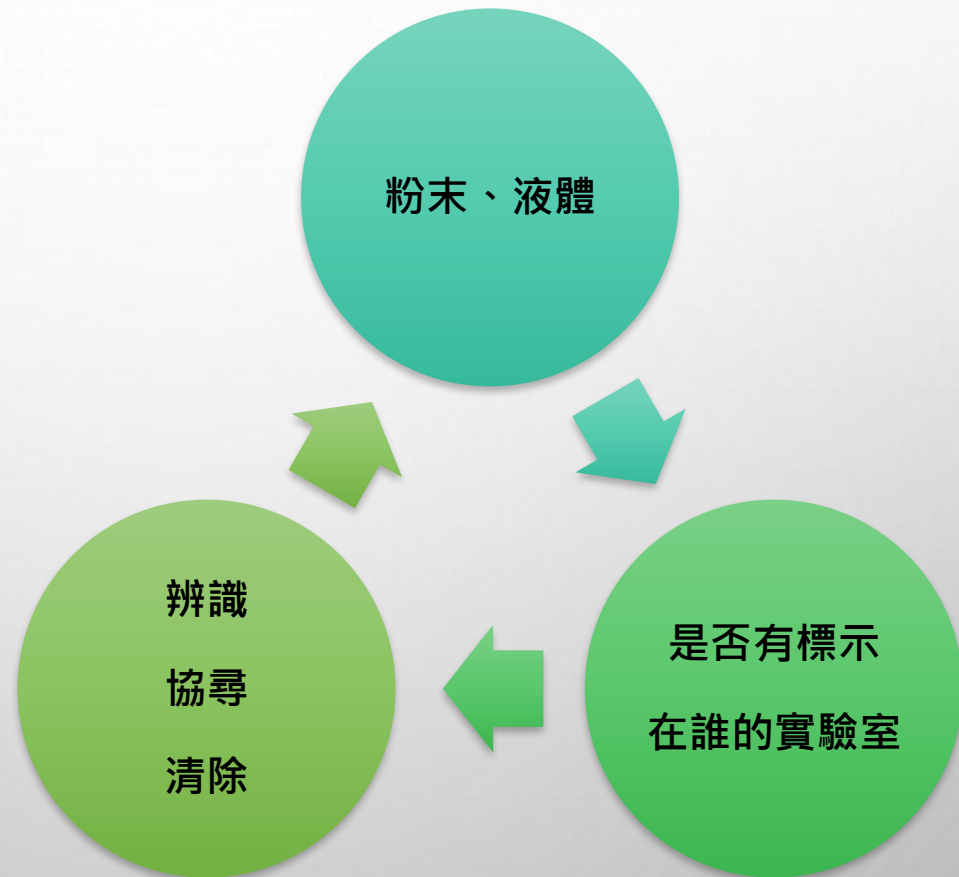 粉末、液體
是否有標示
在誰的實驗室
辨識
協尋
清除